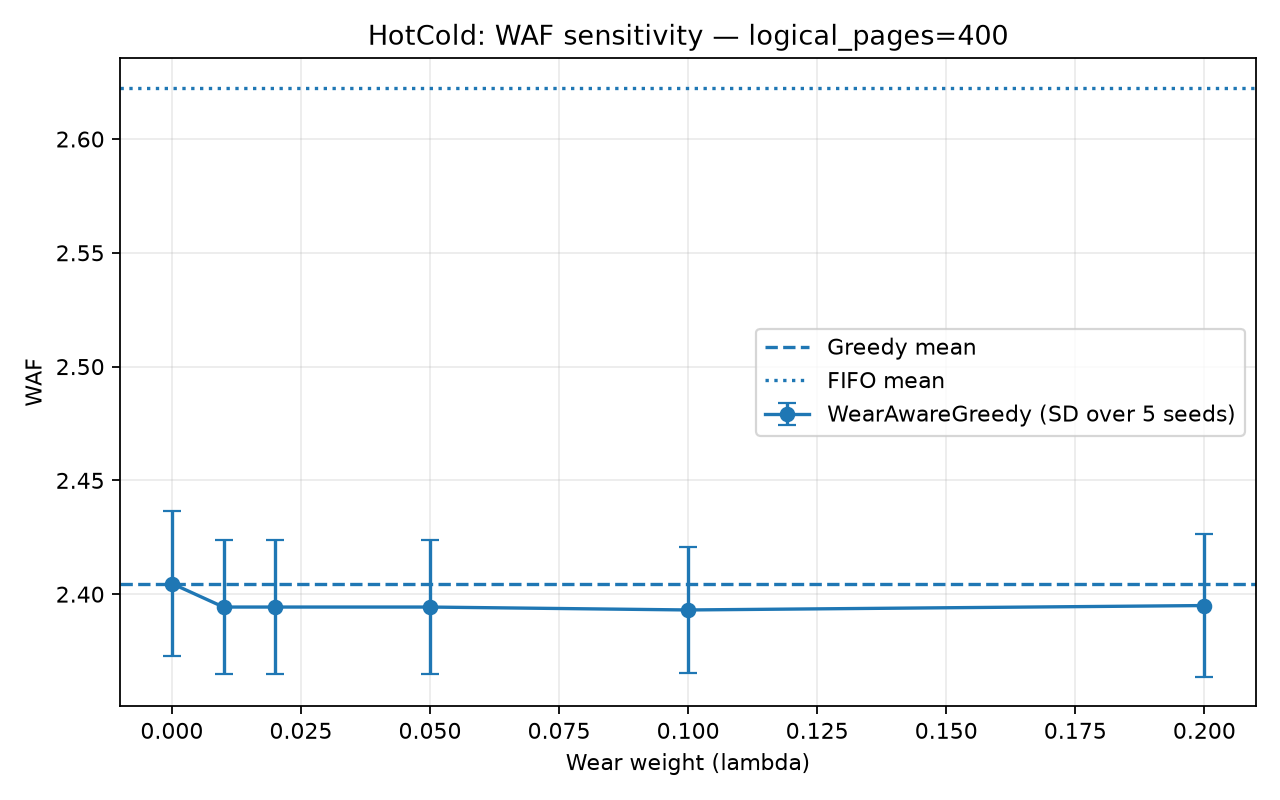 HotCold: WAF sensitivity — logical_pages=400
WAF
2.60
2.55
2.50
2.45
2.40
Greedy mean
FIFO mean
WearAwareGreedy (SD over 5 seeds)
0.000
0.025
0.050
0.075
0.100
0.125
0.150
0.175
0.200
Wear weight (lambda)